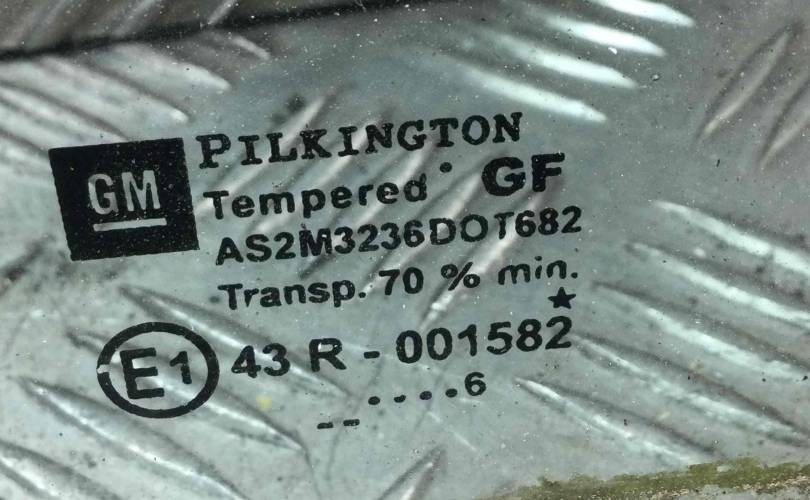 GM
PILKINGTON
Tempered GF
AS2M3236DOT682
Transp. 70 % min.
★
E1 43 R - 001582
--····6